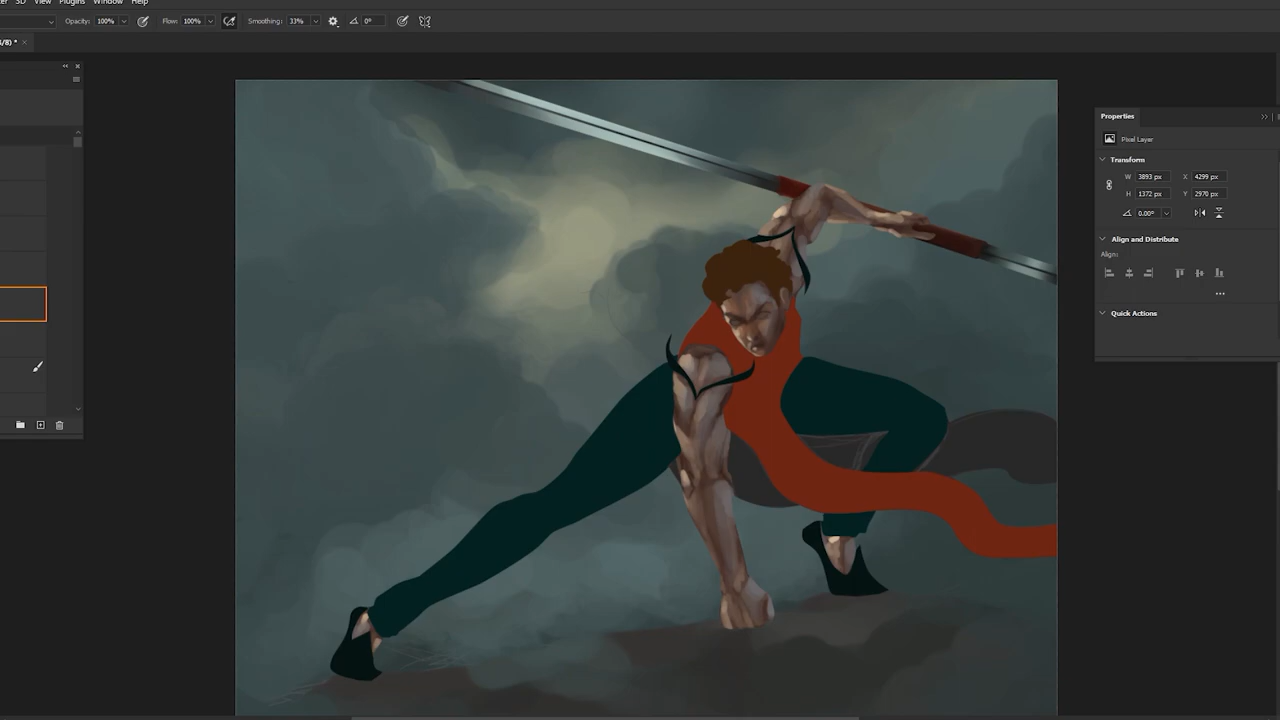 3D View Plugins Window Help
Opacity: 100% Flow: 100% Smoothing: 33% 0°
/8) *
Properties
Pixel Layer
Transform
W 3893 px X 4299 px
H 1372 px Y 2970 px
0.00°
Align and Distribute
Align:
Quick Actions